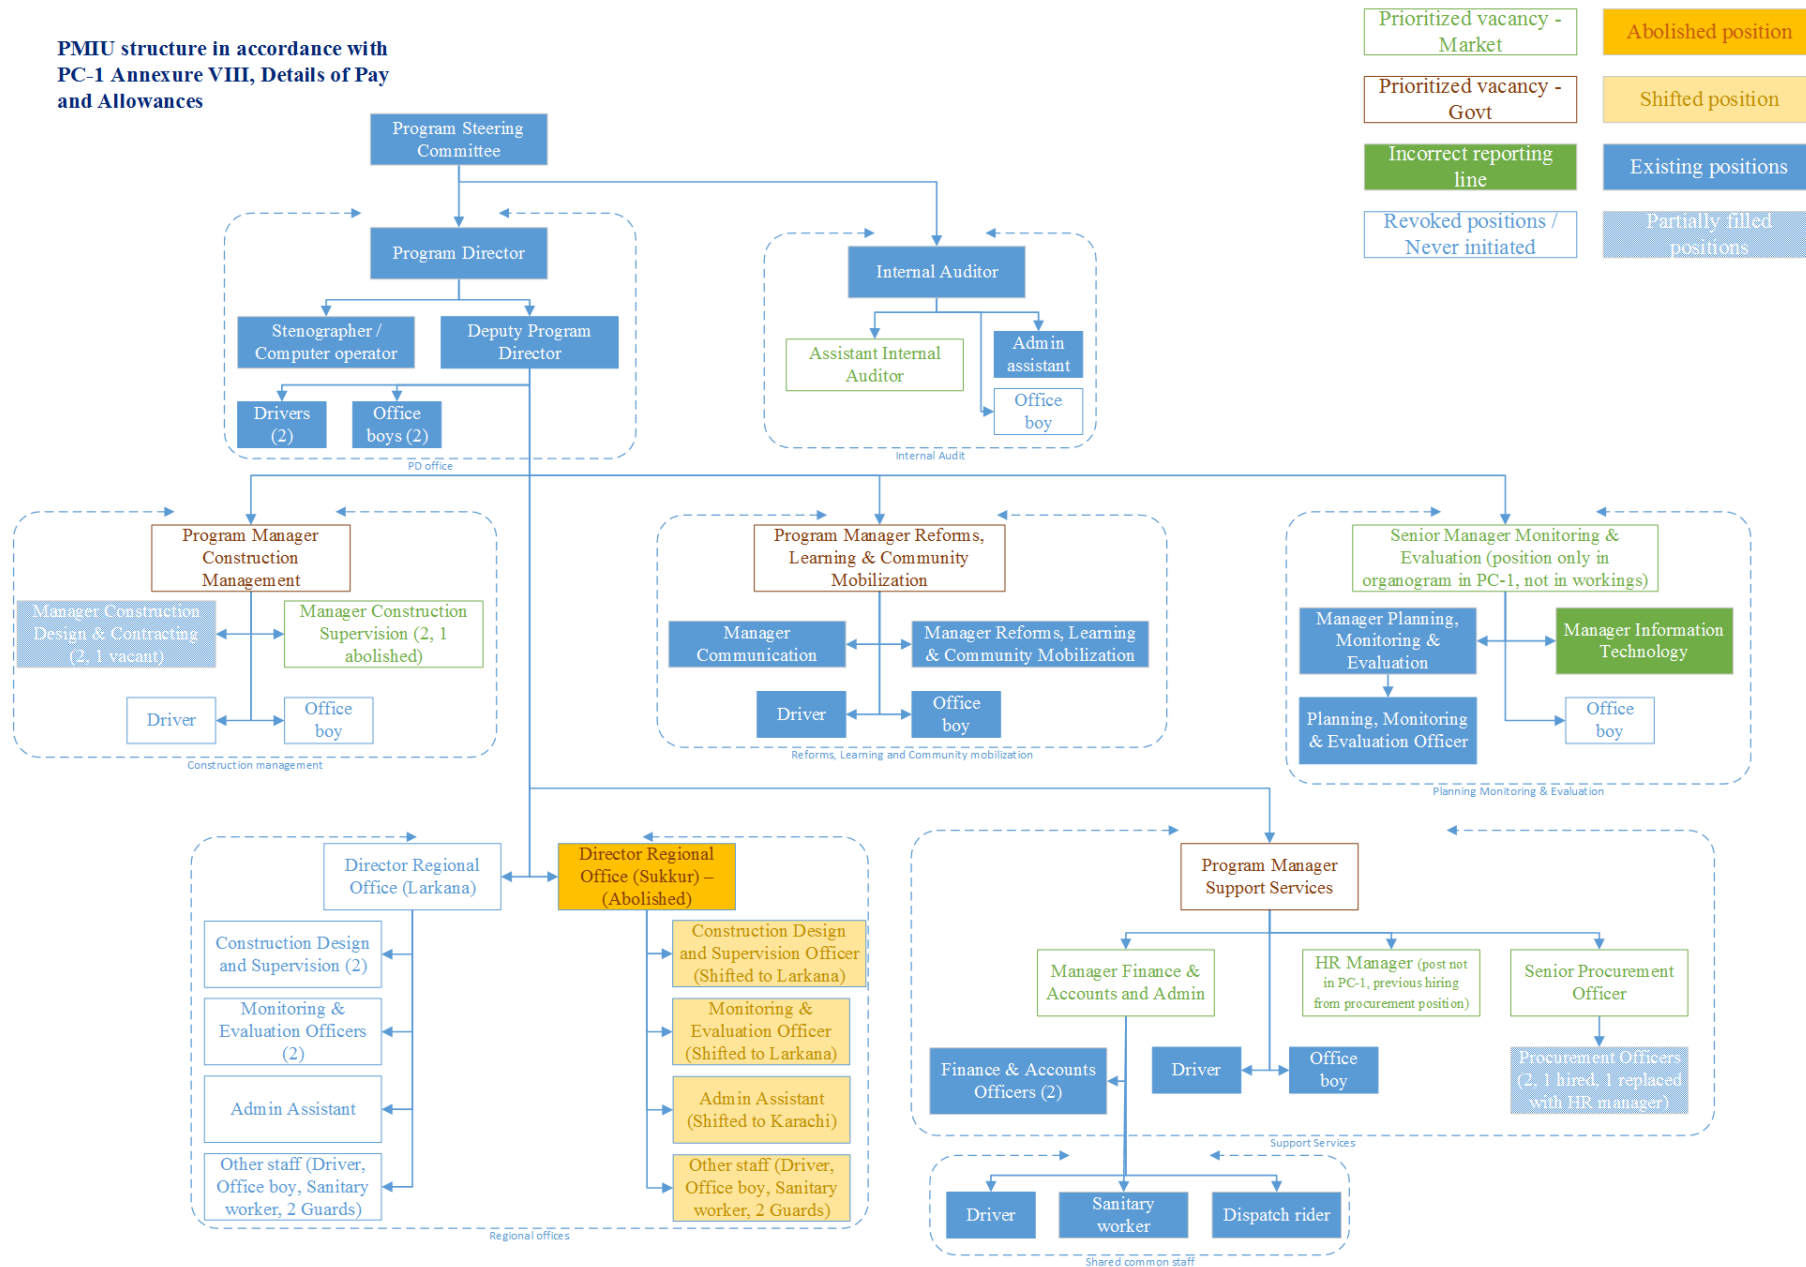 PMIU structure in accordance with
PC-1 Annexure VIII, Details of Pay
and Allowances
Prioritized vacancy -
Market
Abolished position
Prioritized vacancy -
Govt
Shifted position
Incorrect reporting
line
Existing positions
Revoked positions /
Never initiated
Partially filled
positions
Program Steering
Committee
Program Director
Stenographer /
Computer operator
Deputy Program
Director
Drivers
(2)
Office
boys (2)
PD office
Internal Auditor
Assistant Internal
Auditor
Admin
assistant
Office
boy
Internal Audit
Program Manager
Construction
Management
Manager Construction
Design & Contracting
(2, 1 vacant)
Manager Construction
Supervision (2, 1
abolished)
Driver
Office
boy
Construction management
Program Manager Reforms,
Learning & Community
Mobilization
Manager
Communication
Manager Reforms, Learning
& Community Mobilization
Driver
Office
boy
Reforms, Learning and Community mobilization
Senior Manager Monitoring &
Evaluation (position only in
organogram in PC-1, not in workings)
Manager Planning,
Monitoring &
Evaluation
Manager Information
Technology
Planning, Monitoring
& Evaluation Officer
Office
boy
Planning Monitoring & Evaluation
Director Regional
Office (Larkana)
Director Regional
Office (Sukkur) –
(Abolished)
Construction Design
and Supervision (2)
Construction Design
and Supervision Officer
(Shifted to Larkana)
Monitoring &
Evaluation Officers
(2)
Monitoring &
Evaluation Officer
(Shifted to Larkana)
Admin Assistant
Admin Assistant
(Shifted to Karachi)
Other staff (Driver,
Office boy, Sanitary
worker, 2 Guards)
Other staff (Driver,
Office boy, Sanitary
worker, 2 Guards)
Regional offices
Program Manager
Support Services
Manager Finance &
Accounts and Admin
HR Manager (post not
in PC-1, previous hiring
from procurement position)
Senior Procurement
Officer
Finance & Accounts
Officers (2)
Driver
Office
boy
Procurement Officers
(2, 1 hired, 1 replaced
with HR manager)
Support Services
Driver
Sanitary
worker
Dispatch rider
Shared common staff